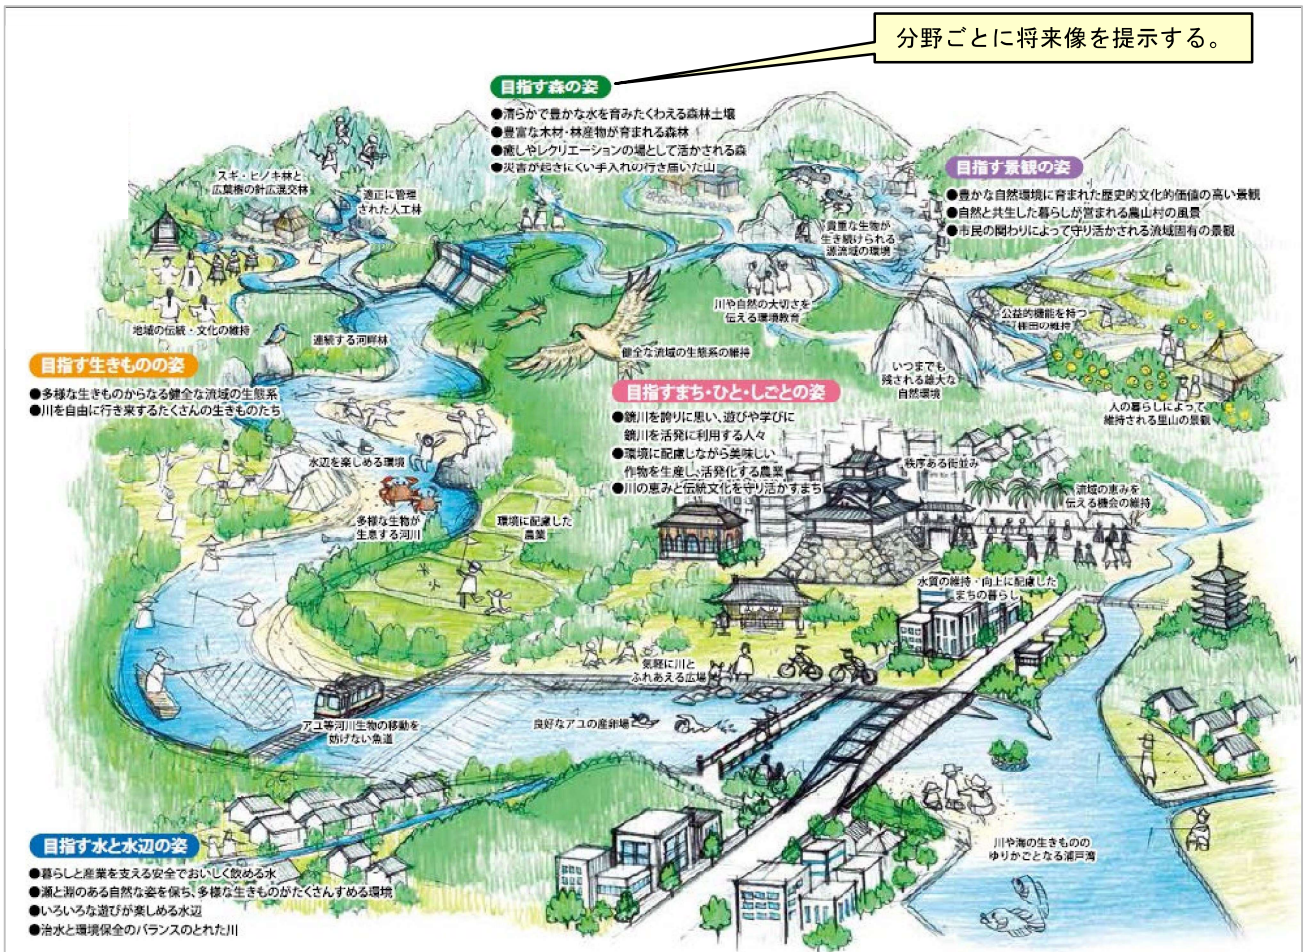 分野ごとに将来像を提示する。
目指す森の姿
●清らかで豊かな水を育みたくわえる森林土壌
●豊富な木材・林産物が育まれる森林
●癒しやレクリエーションの場として活かされる森
●災害が起きにくい手入れの行き届いた山
目指す景観の姿
●豊かな自然環境に育まれた歴史的文化的価値の高い景観
●自然と共生した暮らしが営まれる農山村の風景
●市民の関わりによって守り活かされる流域固有の景観
スギ・ヒノキ林と
広葉樹の針広混交林
適正に管理
された人工林
貴重な生物が
生き続けられる
源流域の環境
地域の伝統・文化の維持
連続する河畔林
川や自然の大切さを
伝える環境教育
公益的機能を持つ
棚田の維持
健全な流域の生態系の維持
いつまでも
残される雄大な
自然環境
人の暮らしによって
維持される里山の景観
目指す生きものの姿
●多様な生きものからなる健全な流域の生態系
●川を自由に行き来するたくさんの生きものたち
目指すまち・ひと・しごとの姿
●鏡川を誇りに思い、遊びや学びに
鏡川を活発に利用する人々
●環境に配慮しながら美味しい
作物を生産し、活発化する農業
●川の恵みと伝統文化を守り活かすまち
水辺を楽しめる環境
秩序ある街並み
流域の恵みを
伝える機会の維持
多様な生物が
生息する河川
環境に配慮した
農業
水質の維持・向上に配慮した
まちの暮らし
気軽に川と
ふれあえる広場
アユ等河川生物の移動を
妨げない魚道
良好なアユの産卵場
川や海の生きものの
ゆりかごとなる浦戸湾
目指す水と水辺の姿
●暮らしと産業を支える安全でおいしく飲める水
●瀬と淵のある自然な姿を保ち、多様な生きものがたくさんすめる環境
●いろいろな遊びが楽しめる水辺
●治水と環境保全のバランスのとれた川